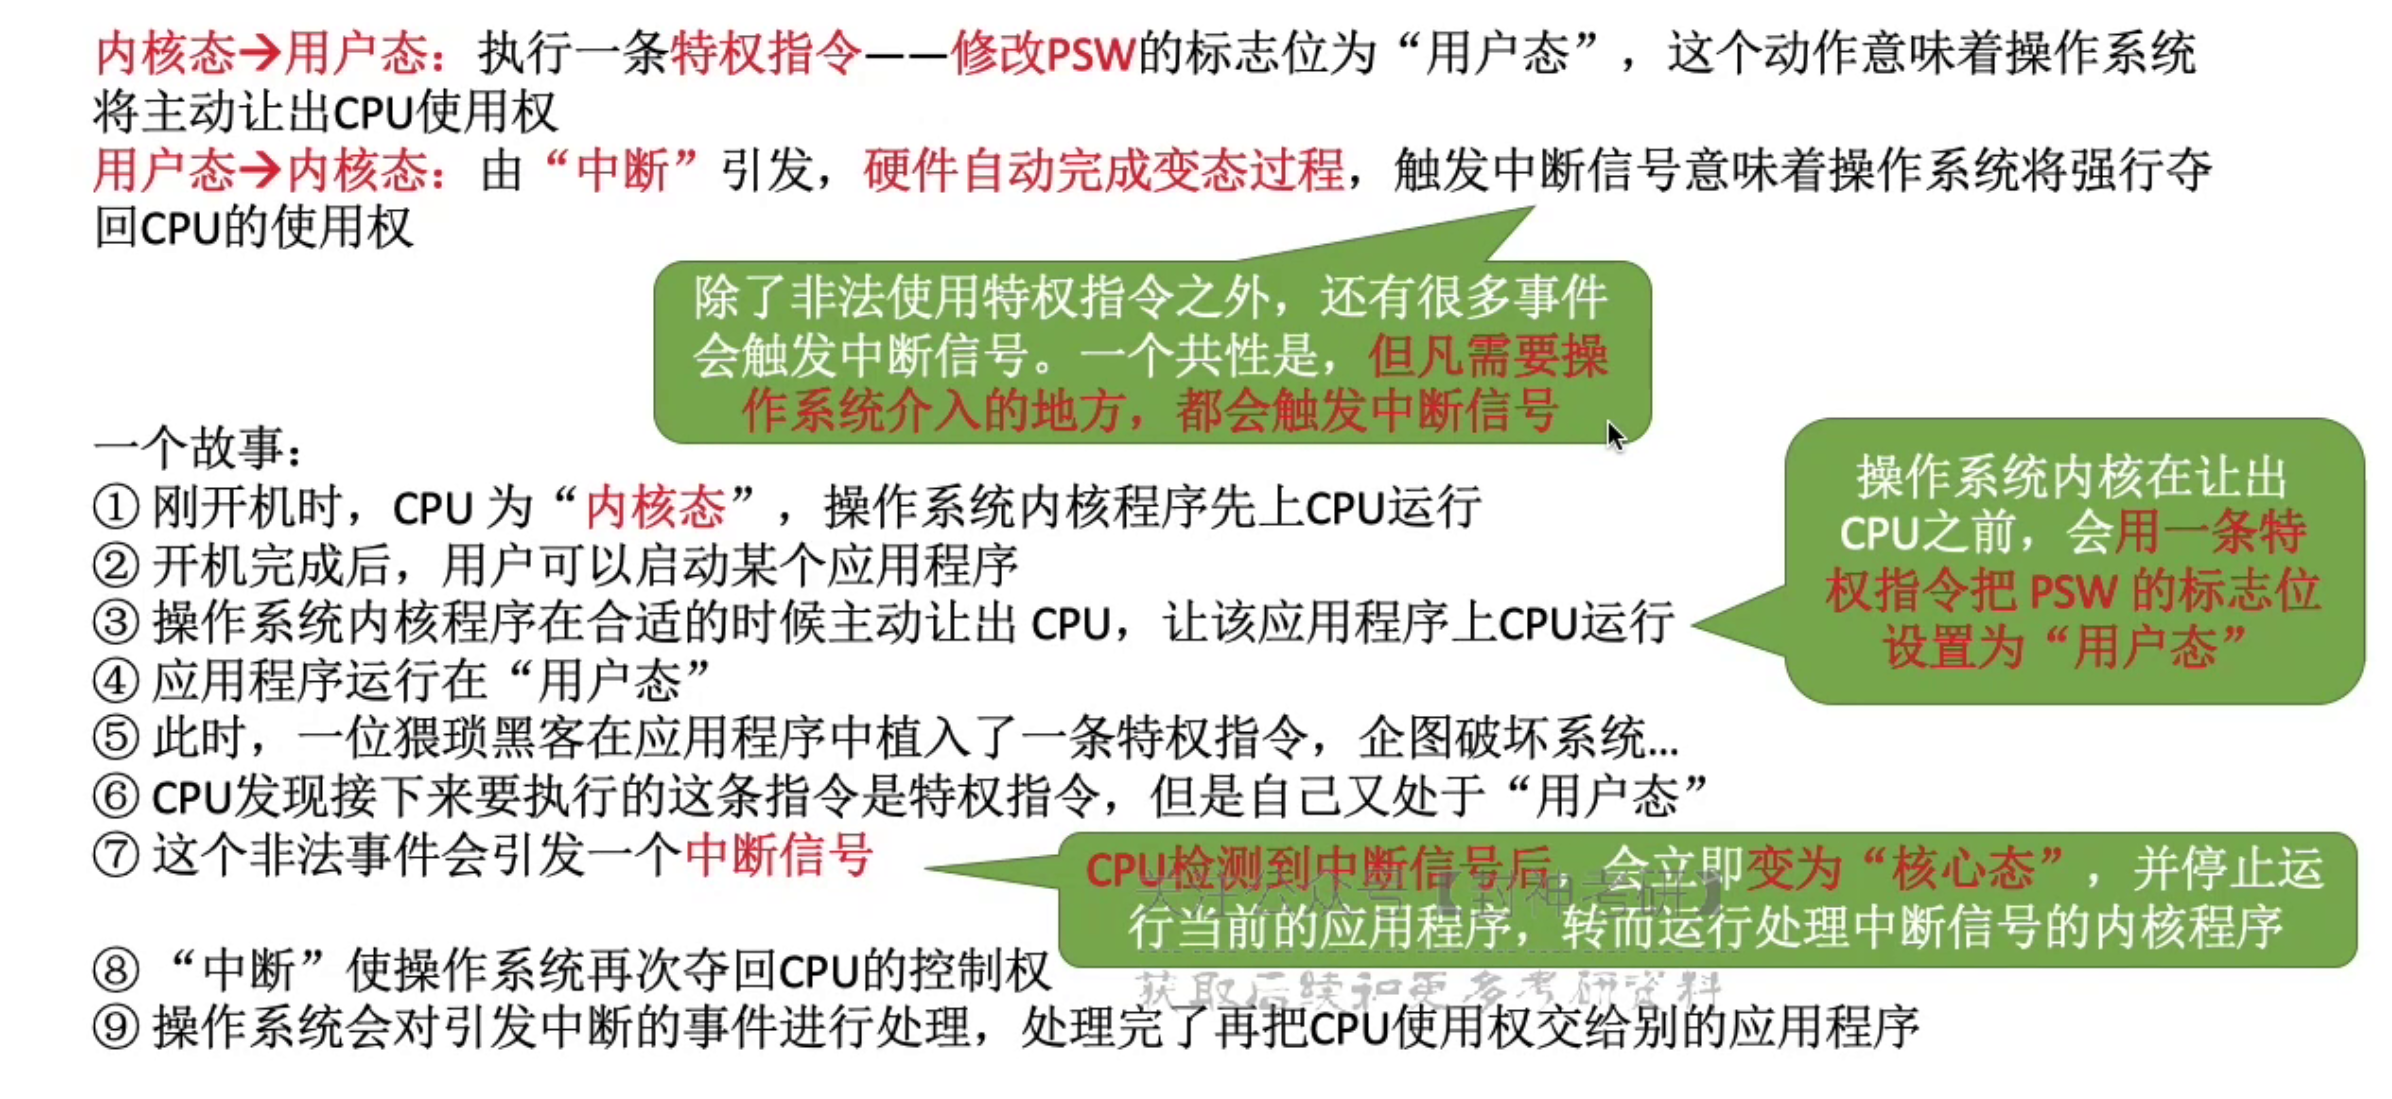 内核态→用户态：执行一条特权指令——修改PSW的标志位为“用户态”，这个动作意味着操作系统
将主动让出CPU使用权
用户态→内核态：由“中断”引发，硬件自动完成变态过程，触发中断信号意味着操作系统将强行夺
回CPU的使用权
除了非法使用特权指令之外，还有很多事件
会触发中断信号。一个共性是，但凡需要操
作系统介入的地方，都会触发中断信号
一个故事：
① 刚开机时，CPU 为“内核态”，操作系统内核程序先上CPU运行
② 开机完成后，用户可以启动某个应用程序
③ 操作系统内核程序在合适的时候主动让出 CPU，让该应用程序上CPU运行
操作系统内核在让出
CPU之前，会用一条特
权指令把 PSW 的标志位
设置为“用户态”
④ 应用程序运行在“用户态”
⑤ 此时，一位猥琐黑客在应用程序中植入了一条特权指令，企图破坏系统...
⑥ CPU发现接下来要执行的这条指令是特权指令，但是自己又处于“用户态”
⑦ 这个非法事件会引发一个中断信号
CPU检测到中断信号后，会立即变为“核心态”，并停止运
行当前的应用程序，转而运行处理中断信号的内核程序
关注公众号【封神考研】
获取后续和更多考研资料
⑧ “中断”使操作系统再次夺回CPU的控制权
⑨ 操作系统会对引发中断的事件进行处理，处理完了再把CPU使用权交给别的应用程序